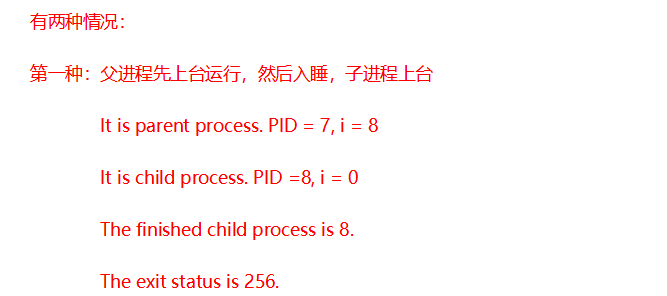 有两种情况：
第一种：父进程先上台运行，然后入睡，子进程上台
It is parent process. PID = 7, i = 8
It is child process. PID =8, i = 0
The finished child process is 8.
The exit status is 256.